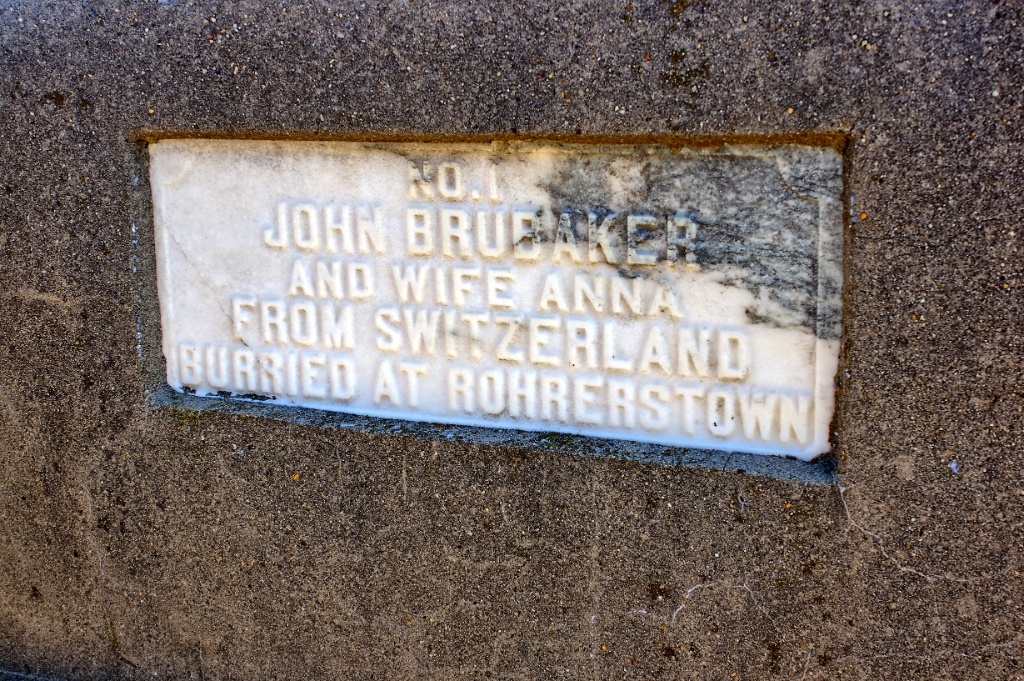 NO.1
JOHN BRUBAKER
AND WIFE ANNA
FROM SWITZERLAND
BURRIED AT ROHRERSTOWN